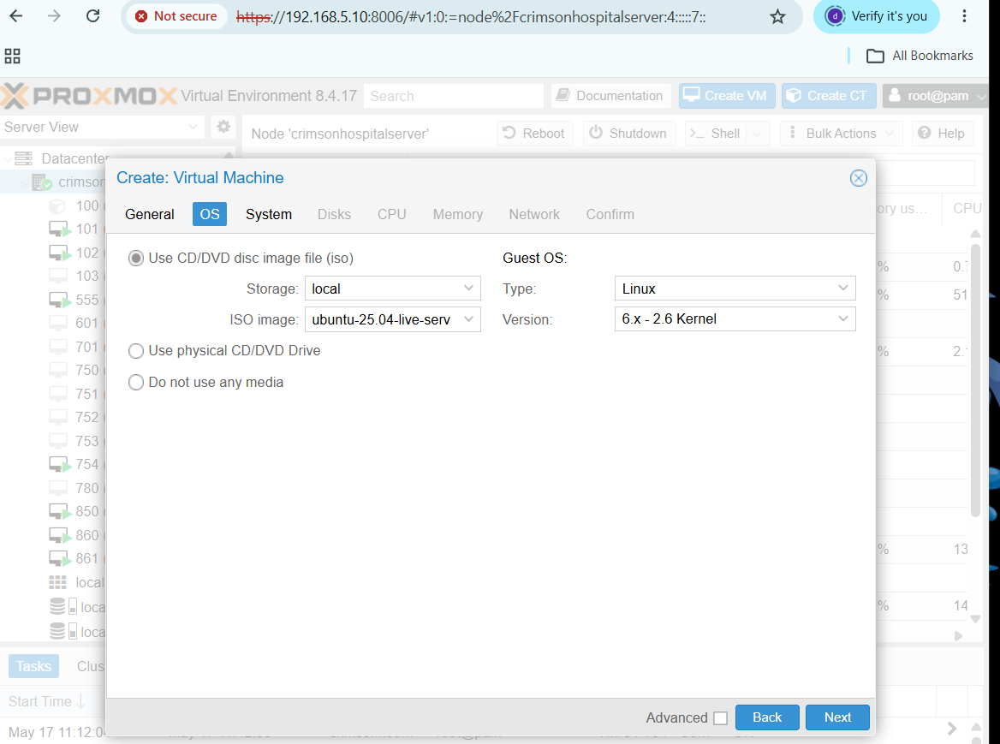 Not secure https://192.168.5.10:8006/#v1:0:=node%2Fcrimsonhospitalserver:4:::::7:: d Verify it's you
All Bookmarks
PROXMOX Virtual Environment 8.4.17 Search Documentation Create VM Create CT root@pam
Server View Node 'crimsonhospitalserver' Reboot Shutdown >_ Shell Bulk Actions Help
Datacenter
Create: Virtual Machine
crimson
General OS System Disks CPU Memory Network Confirm
100
101
102
103
555
601
701
750
751
752
753
754
780
850
860
861
local
loca
loca
ory us... CPU
% 0.7
% 51
% 2.
% 13
% 14
Use CD/DVD disc image file (iso) Guest OS:
Storage: local Type: Linux
ISO image: ubuntu-25.04-live-serv Version: 6.x - 2.6 Kernel
Use physical CD/DVD Drive
Do not use any media
Tasks Clus
Start Time
Advanced Back Next
May 17 11:12:04